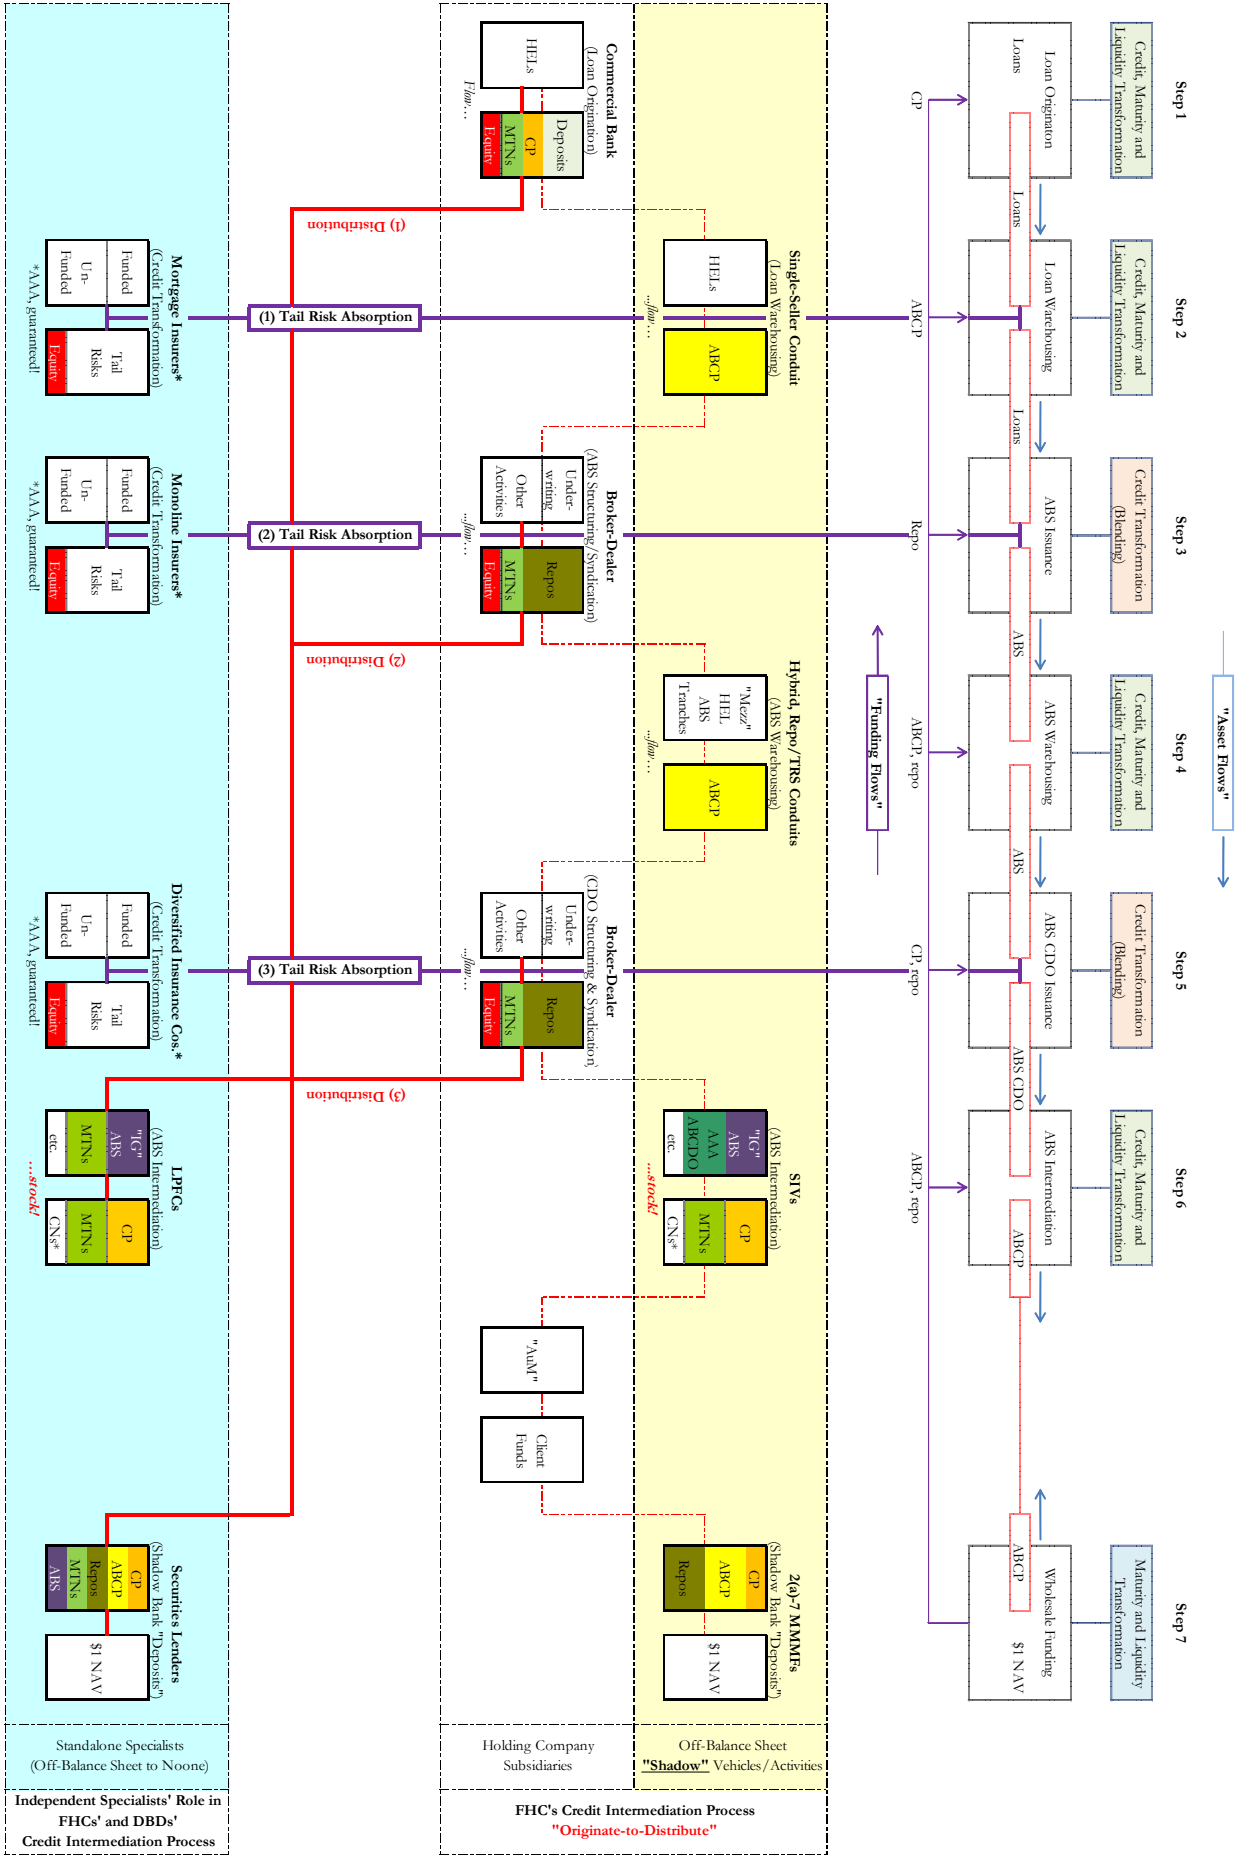 Step 1
Step 2
Step 3
Step 4
Step 5
Step 6
Step 7
"Asset Flows"
Credit, Maturity and
Liquidity Transformation
Credit, Maturity and
Liquidity Transformation
Credit Transformation
(Blending)
Credit, Maturity and
Liquidity Transformation
Credit Transformation
(Blending)
Credit, Maturity and
Liquidity Transformation
Maturity and Liquidity
Transformation
Loan Originaton
Loans
Loans
Loan Warehousing
Loans
ABS Issuance
ABS
ABS Warehousing
ABS
ABS CDO Issuance
ABS CDO
ABS Intermediation
ABCP
ABCP
Wholesale Funding
$1 NAV
CP
ABCP
Repo
ABCP, repo
CP, repo
ABCP, repo
"Funding Flows"
Single-Seller Conduit
(Loan Warehousing)
HELs
ABCP
...flow…
Hybrid, Repo/TRS Conduits
(ABS Warehousing)
"Mezz"
HEL
ABS
Tranches
ABCP
...flow…
SIVs
(ABS Intermediation)
"IG"
ABS
AAA
ABCDO
etc.
CP
MTNs
CNs*
...stock!
2(a)-7 MMMFs
(Shadow Bank "Deposits")
CP
ABCP
Repos
$1 NAV
Off-Balance Sheet
"Shadow" Vehicles/Activities
Commercial Bank
(Loan Origination)
HELs
Deposits
CP
MTNs
Equity
Flow…
Broker-Dealer
(ABS Structuring/Syndication)
Under-
writing
Other
Activities
Repos
MTNs
Equity
...flow…
Broker-Dealer
(CDO Structuring & Syndication)
Under-
writing
Other
Activities
Repos
MTNs
Equity
...flow…
"AuM"
Client
Funds
Holding Company
Subsidiaries
FHC's Credit Intermediation Process
"Originate-to-Distribute"
(1) Distribution
(2) Distribution
(3) Distribution
(1) Tail Risk Absorption
(2) Tail Risk Absorption
(3) Tail Risk Absorption
Mortgage Insurers*
(Credit Transformation)
Funded
Un-
Funded
Tail
Risks
Equity
*AAA, guaranteed!
Monoline Insurers*
(Credit Transformation)
Funded
Un-
Funded
Tail
Risks
Equity
*AAA, guaranteed!
Diversified Insurance Cos.*
(Credit Transformation)
Funded
Un-
Funded
Tail
Risks
Equity
*AAA, guaranteed!
LPFCs
(ABS Intermediation)
"IG"
ABS
MTNs
etc.
CP
MTNs
CNs*
...stock!
Securities Lenders
(Shadow Bank "Deposits")
CP
ABCP
Repos
MTNs
ABS
$1 NAV
Standalone Specialists
(Off-Balance Sheet to Noone)
Independent Specialists' Role in
FHCs' and DBDs'
Credit Intermediation Process